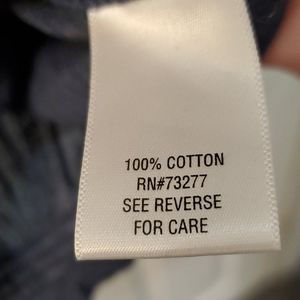 100% COTTON
RN#73277
SEE REVERSE
FOR CARE